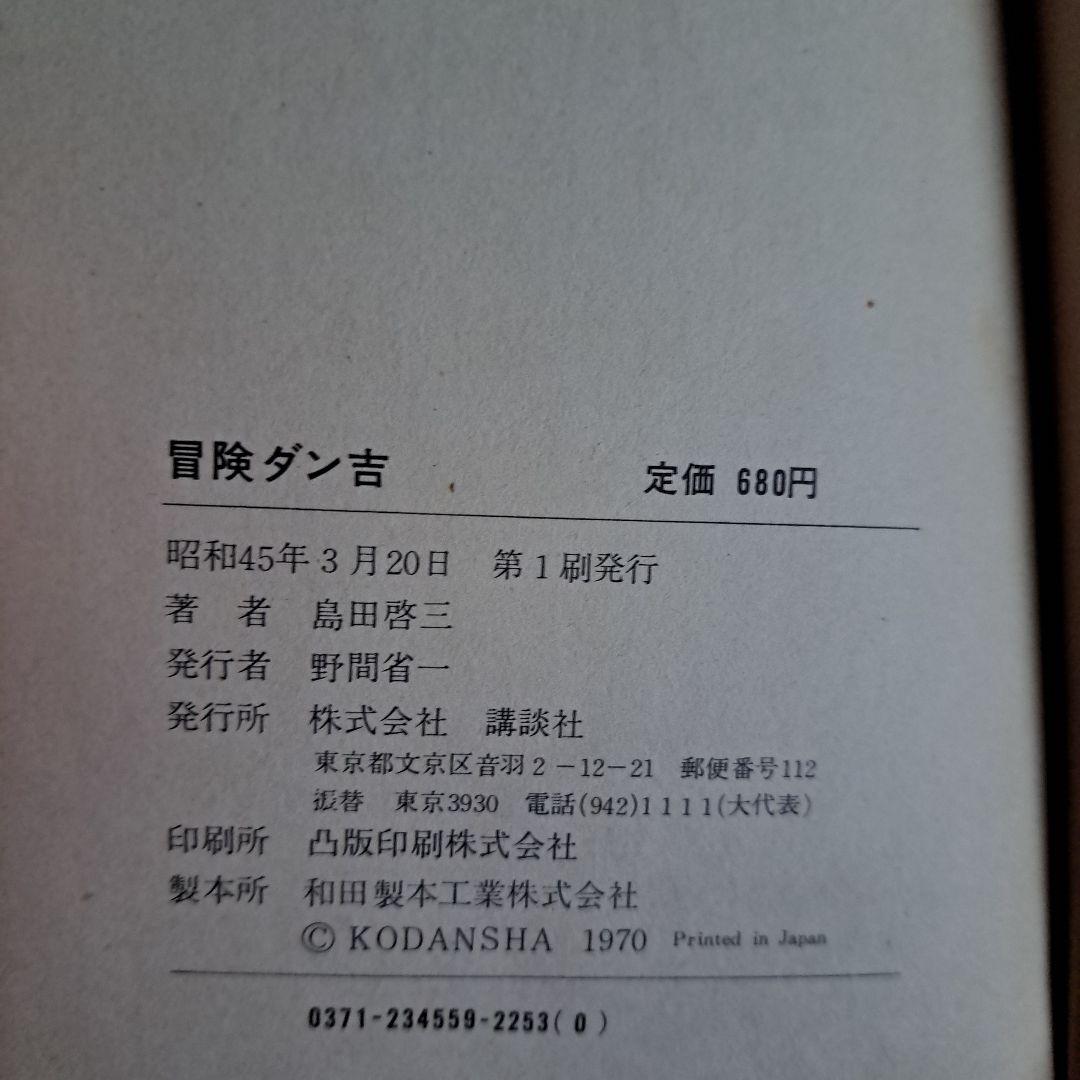 冒険ダン吉 定価 680円
昭和45年3月20日 第1刷発行
著 者 島田啓三
発行者 野間省一
発行所 株式会社 講談社
東京都文京区音羽2-12-21 郵便番号112
振替 東京3930 電話(942)1111(大代表)
印刷所 凸版印刷株式会社
製本所 和田製本工業株式会社
© KODANSHA 1970 Printed in Japan
0371-234559-2253(0)